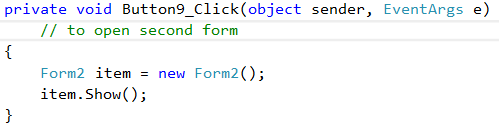 private void Button9_Click(object sender, EventArgs e)
// to open second form
{
Form2 item = new Form2();
item.Show();
}